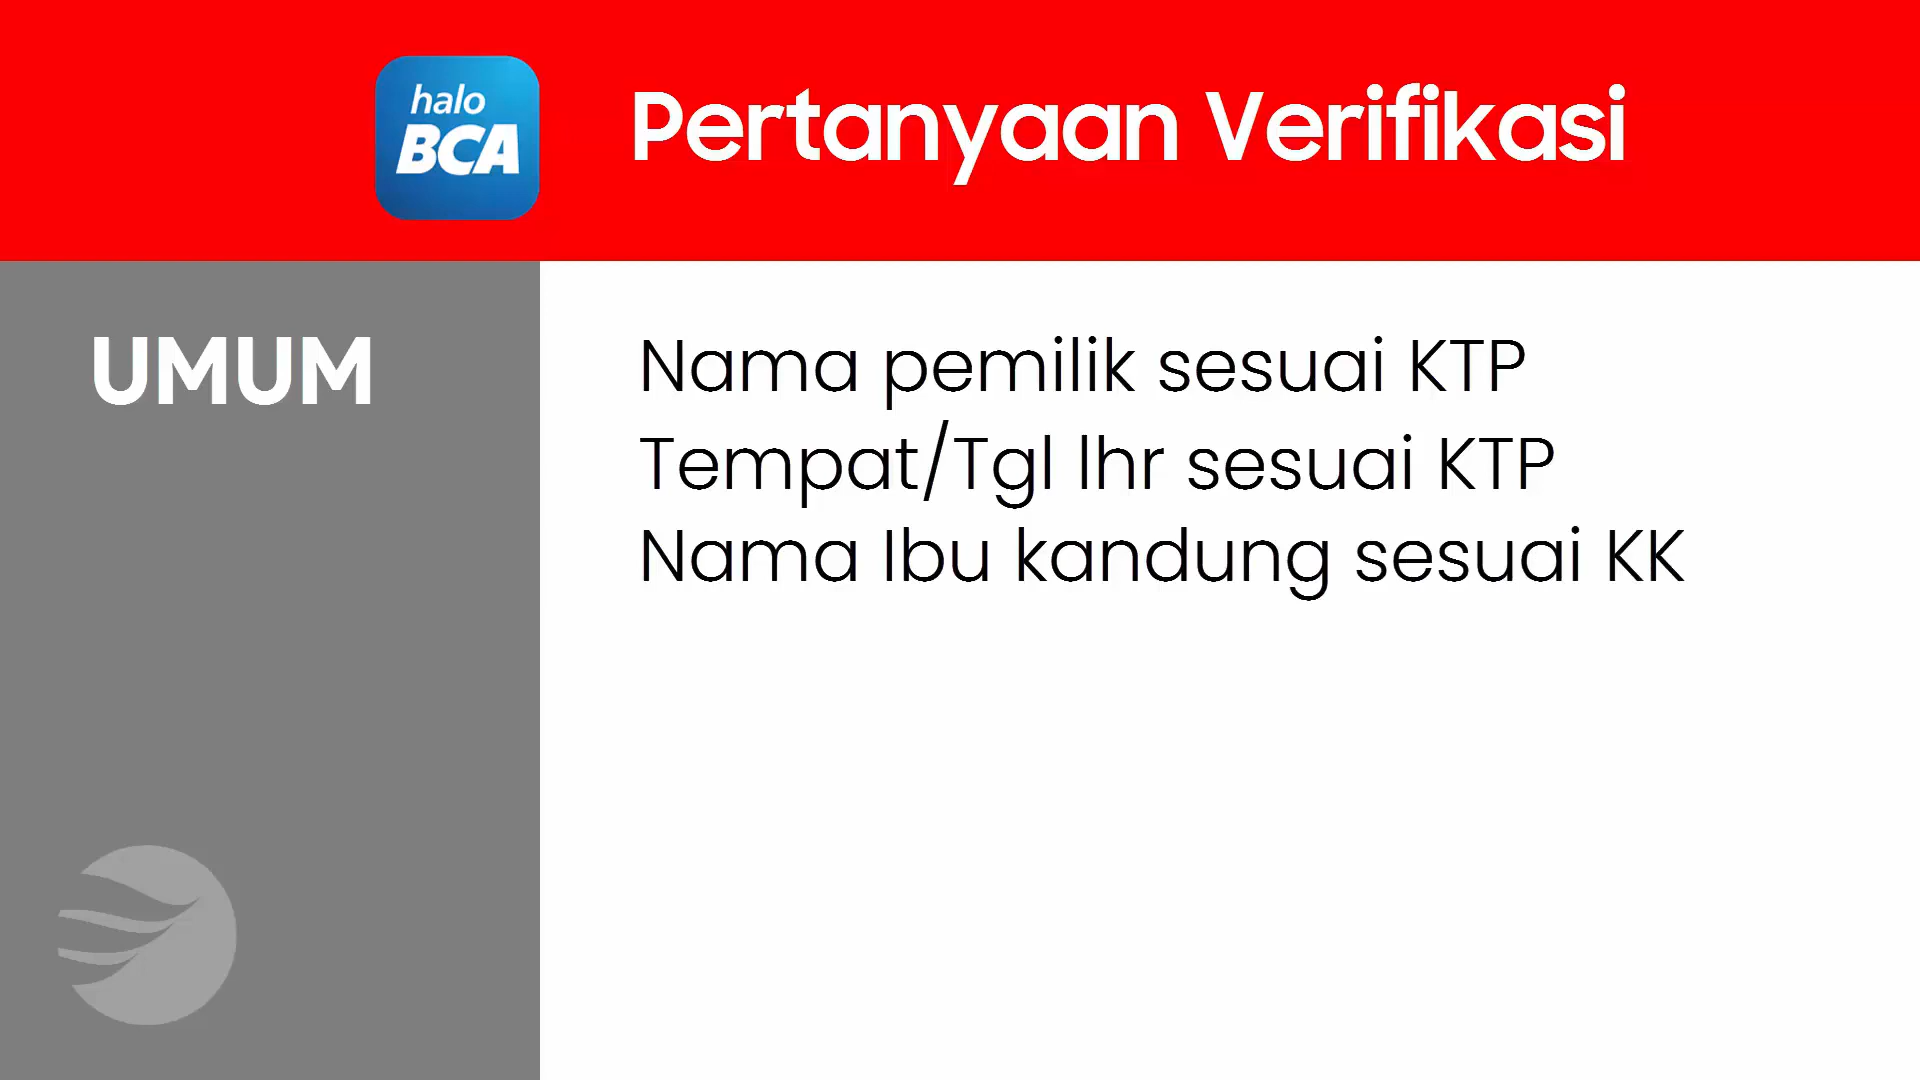 halo
BCA
Pertanyaan Verifikasi
UMUM
Nama pemilik sesuai KTP
Tempat/Tgl lhr sesuai KTP
Nama Ibu kandung sesuai KK